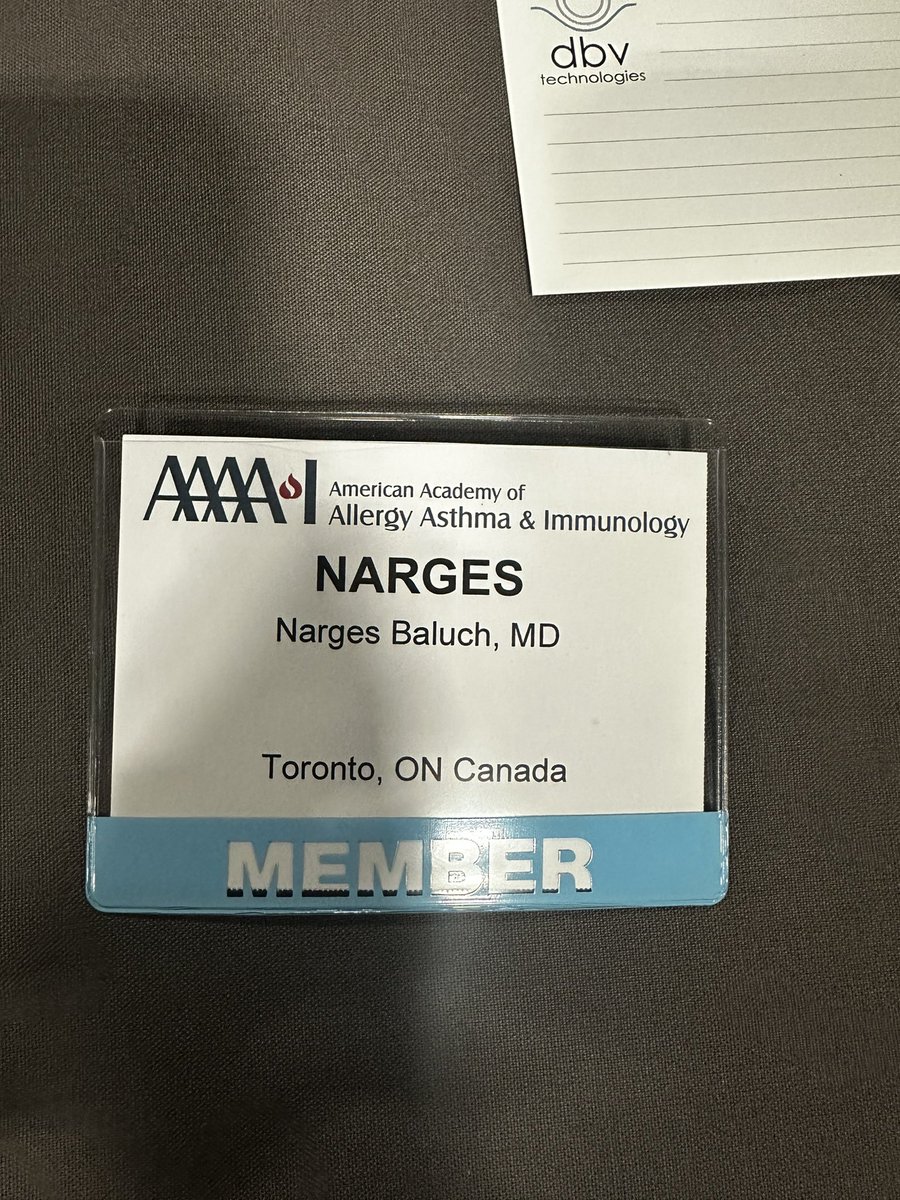 dbv
technologies
AAAAI
American Academy of
Allergy Asthma & Immunology
NARGES
Narges Baluch, MD
Toronto, ON Canada
MEMBER